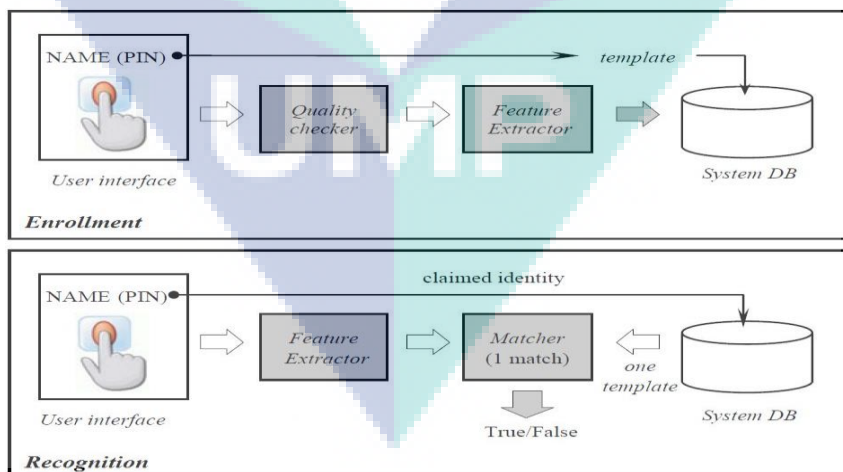 NAME (PIN)
template
Quality
checker
Feature
Extractor
User interface
System DB
Enrollment
UMP
claimed identity
NAME (PIN)
Feature
Extractor
Matcher
(1 match)
one
template
User interface
System DB
True/False
Recognition